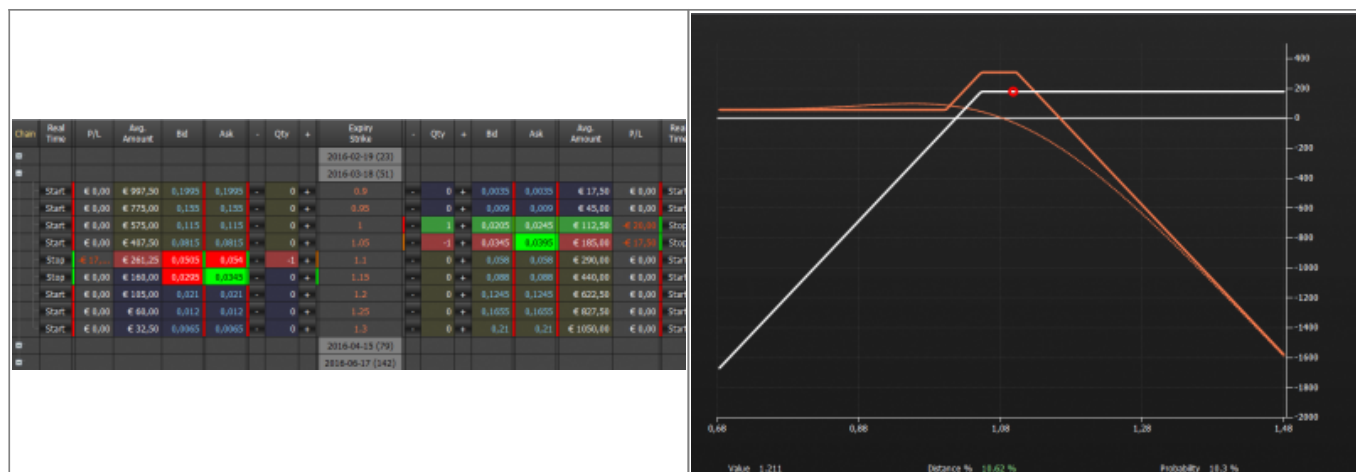 Chain Real Time P/L Avg. Amount Bid Ask - Qty + Expiry Strike - Qty + Bid Ask Avg. Amount P/L Real Time
2016-02-19 (23)
2016-03-18 (51)
Start € 0,00 € 997,50 0,1995 0,1995 - 0 + 0.9 - 0 + 0,0035 0,0035 € 17,50 € 0,00 Start
Start € 0,00 € 775,00 0,155 0,155 - 0 + 0.95 - 0 + 0,009 0,009 € 45,00 € 0,00 Start
Start € 0,00 € 575,00 0,115 0,115 - 0 + 1 - 1 + 0,0205 0,0245 € 112,50 -€ 20,00 Stop
Start € 0,00 € 407,50 0,0815 0,0815 - 0 + 1.05 - -1 + 0,0345 0,0395 € 185,00 -€ 17,50 Stop
Stop -€ 17,... € 261,25 0,0505 0,054 - -1 + 1.1 - 0 + 0,058 0,058 € 290,00 € 0,00 Start
Stop € 0,00 € 160,00 0,0295 0,0345 - 0 + 1.15 - 0 + 0,088 0,088 € 440,00 € 0,00 Start
Start € 0,00 € 105,00 0,021 0,021 - 0 + 1.2 - 0 + 0,1245 0,1245 € 622,50 € 0,00 Start
Start € 0,00 € 60,00 0,012 0,012 - 0 + 1.25 - 0 + 0,1655 0,1655 € 827,50 € 0,00 Start
Start € 0,00 € 32,50 0,0065 0,0065 - 0 + 1.3 - 0 + 0,21 0,21 € 1050,00 € 0,00 Start
2016-04-15 (79)
2016-06-17 (142)
400
200
0
-200
-400
-600
-800
-1000
-1200
-1400
-1600
-1800
-2000
0,68 0,88 1,08 1,28 1,48
Value 1.211 Distance % 10.62 % Probability 10.3 %